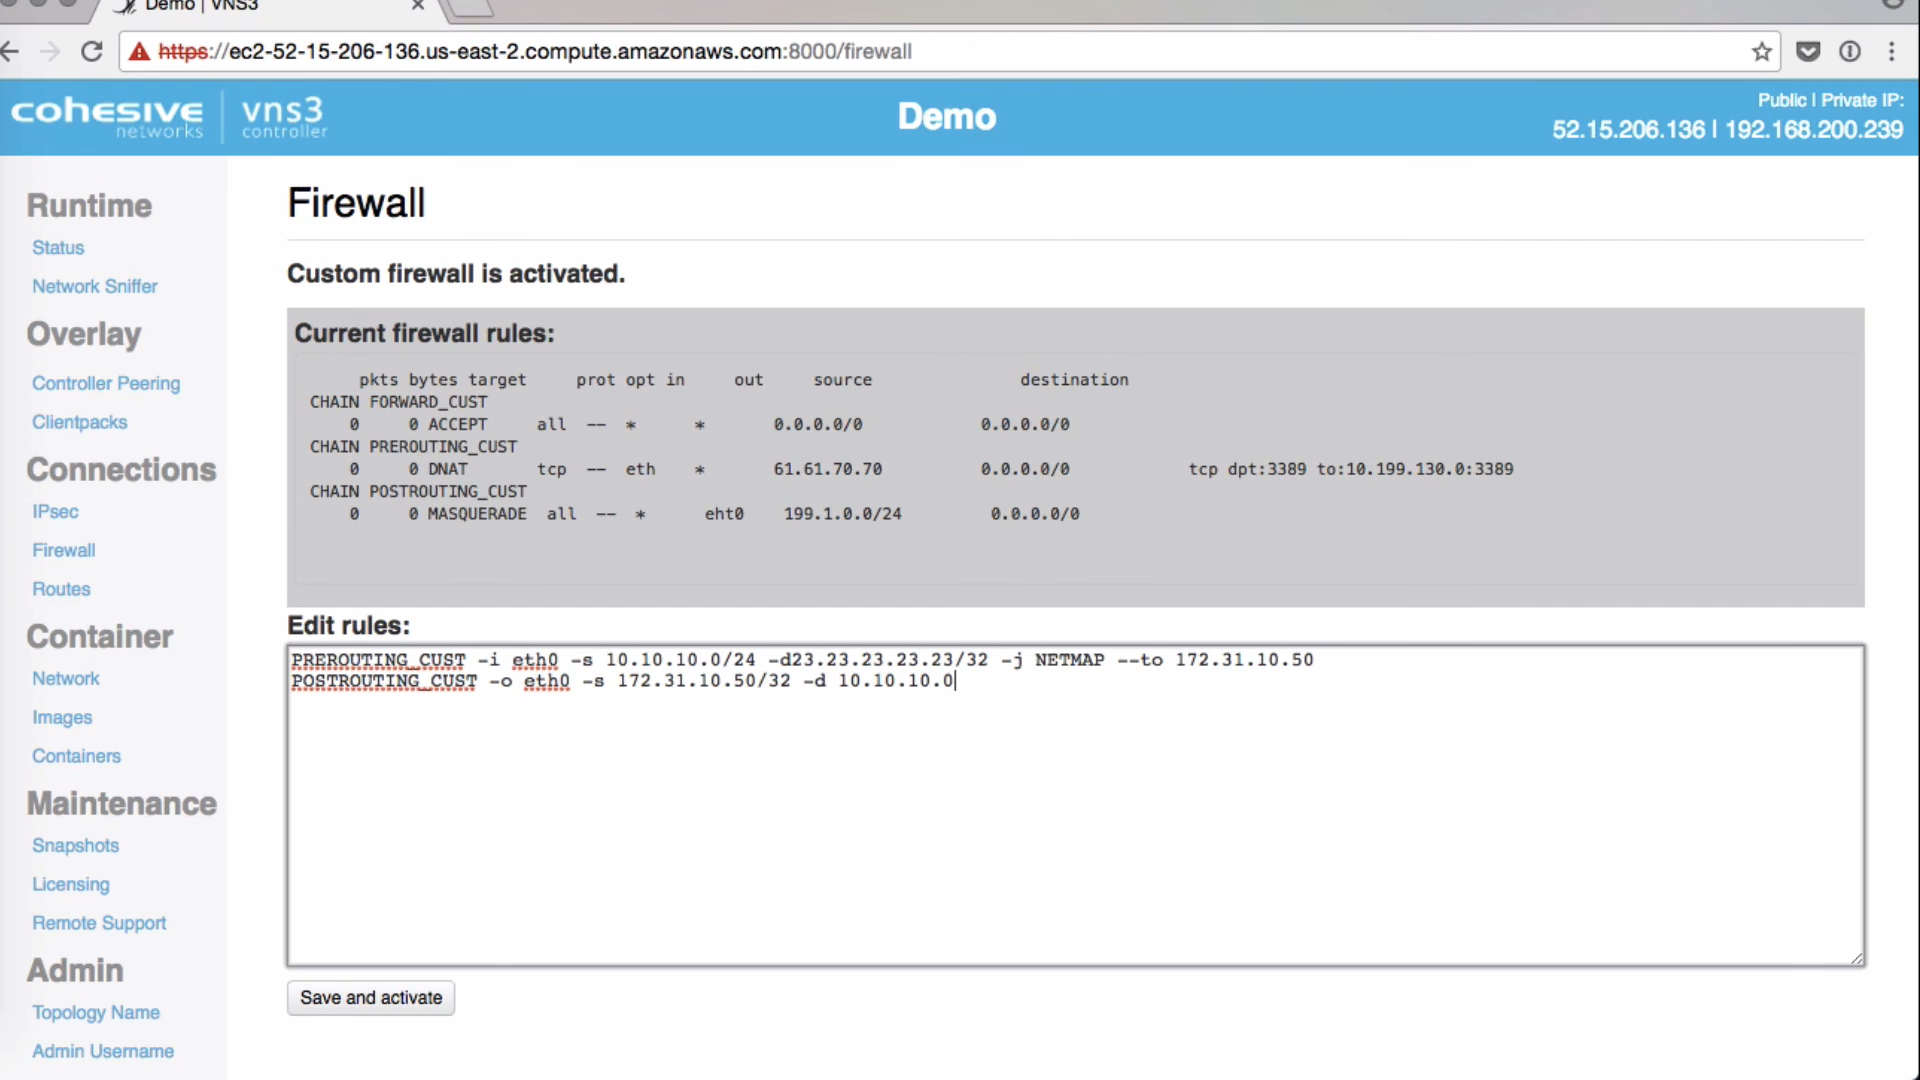 Demo | VNS3
https://ec2-52-15-206-136.us-east-2.compute.amazonaws.com:8000/firewall
cohesive networks | vns3 controller
Demo
Public | Private IP:
52.15.206.136 | 192.168.200.239
Runtime
Status
Network Sniffer
Overlay
Controller Peering
Clientpacks
Connections
IPsec
Firewall
Routes
Container
Network
Images
Containers
Maintenance
Snapshots
Licensing
Remote Support
Admin
Topology Name
Admin Username
Firewall
Custom firewall is activated.
Current firewall rules:
pkts bytes target prot opt in out source destination
CHAIN FORWARD_CUST
0 0 ACCEPT all -- * * 0.0.0.0/0 0.0.0.0/0
CHAIN PREROUTING_CUST
0 0 DNAT tcp -- eth * 61.61.70.70 0.0.0.0/0 tcp dpt:3389 to:10.199.130.0:3389
CHAIN POSTROUTING_CUST
0 0 MASQUERADE all -- * eht0 199.1.0.0/24 0.0.0.0/0
Edit rules:
PREROUTING_CUST -i eth0 -s 10.10.10.0/24 -d23.23.23.23.23/32 -j NETMAP --to 172.31.10.50
POSTROUTING_CUST -o eth0 -s 172.31.10.50/32 -d 10.10.10.0
Save and activate